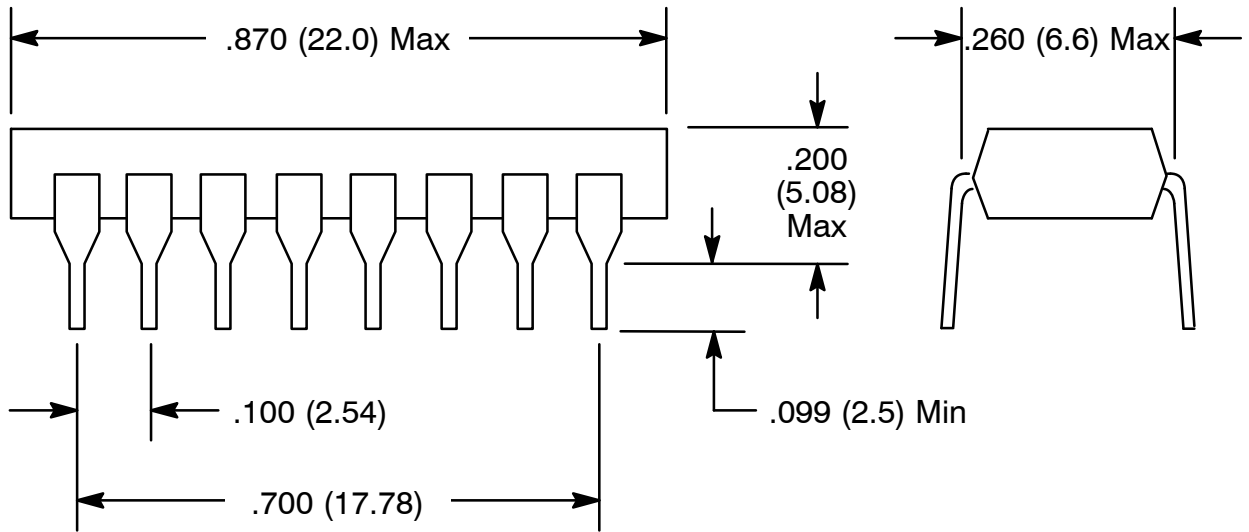 .870 (22.0) Max
.260 (6.6) Max
.200
(5.08)
Max
.100 (2.54)
.099 (2.5) Min
.700 (17.78)